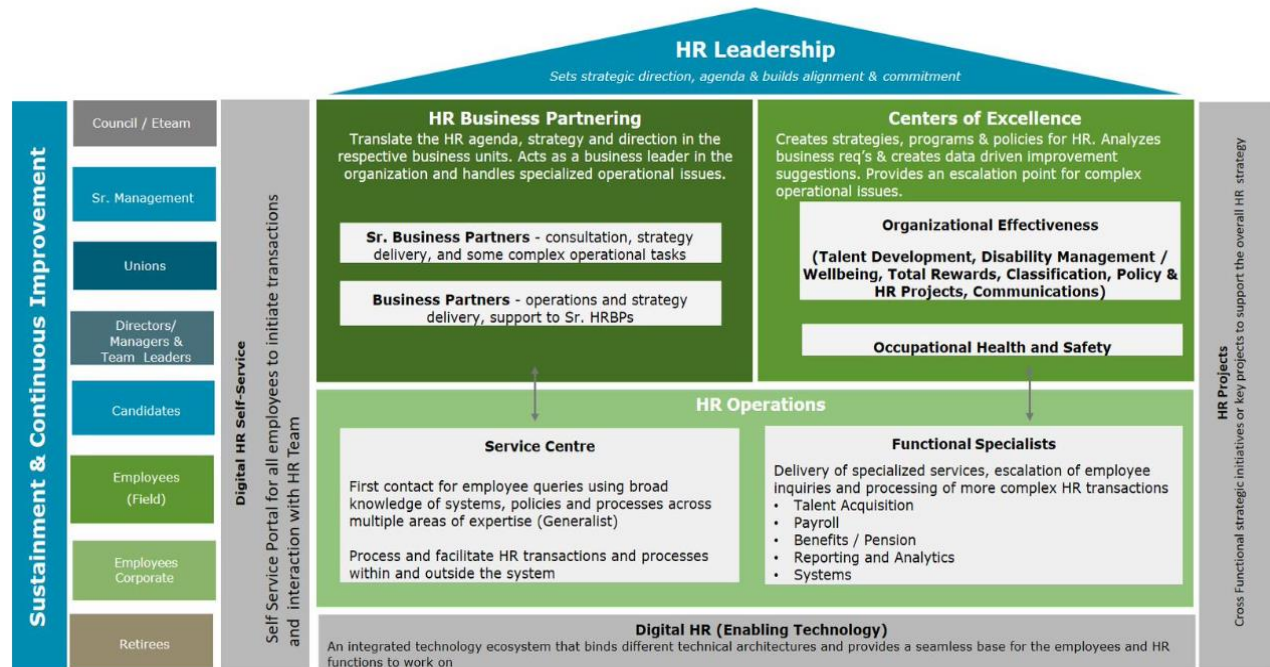 HR Leadership
Sets strategic direction, agenda & builds alignment & commitment
Sustainment & Continuous Improvement
Council / Eteam
Sr. Management
Unions
Directors/
Managers &
Team Leaders
Candidates
Employees
(Field)
Employees
Corporate
Retirees
Digital HR Self-Service
Self Service Portal for all employees to initiate transactions
and interaction with HR Team
HR Business Partnering
Translate the HR agenda, strategy and direction in the
respective business units. Acts as a business leader in the
organization and handles specialized operational issues.
Sr. Business Partners - consultation, strategy
delivery, and some complex operational tasks
Business Partners - operations and strategy
delivery, support to Sr. HRBPs
Centers of Excellence
Creates strategies, programs & policies for HR. Analyzes
business req's & creates data driven improvement
suggestions. Provides an escalation point for complex
operational issues.
Organizational Effectiveness
(Talent Development, Disability Management /
Wellbeing, Total Rewards, Classification, Policy &
HR Projects, Communications)
Occupational Health and Safety
HR Operations
Service Centre
First contact for employee queries using broad
knowledge of systems, policies and processes across
multiple areas of expertise (Generalist)
Process and facilitate HR transactions and processes
within and outside the system
Functional Specialists
Delivery of specialized services, escalation of employee
inquiries and processing of more complex HR transactions
• Talent Acquisition
• Payroll
• Benefits / Pension
• Reporting and Analytics
• Systems
Digital HR (Enabling Technology)
An integrated technology ecosystem that binds different technical architectures and provides a seamless base for the employees and HR
functions to work on
HR Projects
Cross Functional strategic initiatives or key projects to support the overall HR strategy